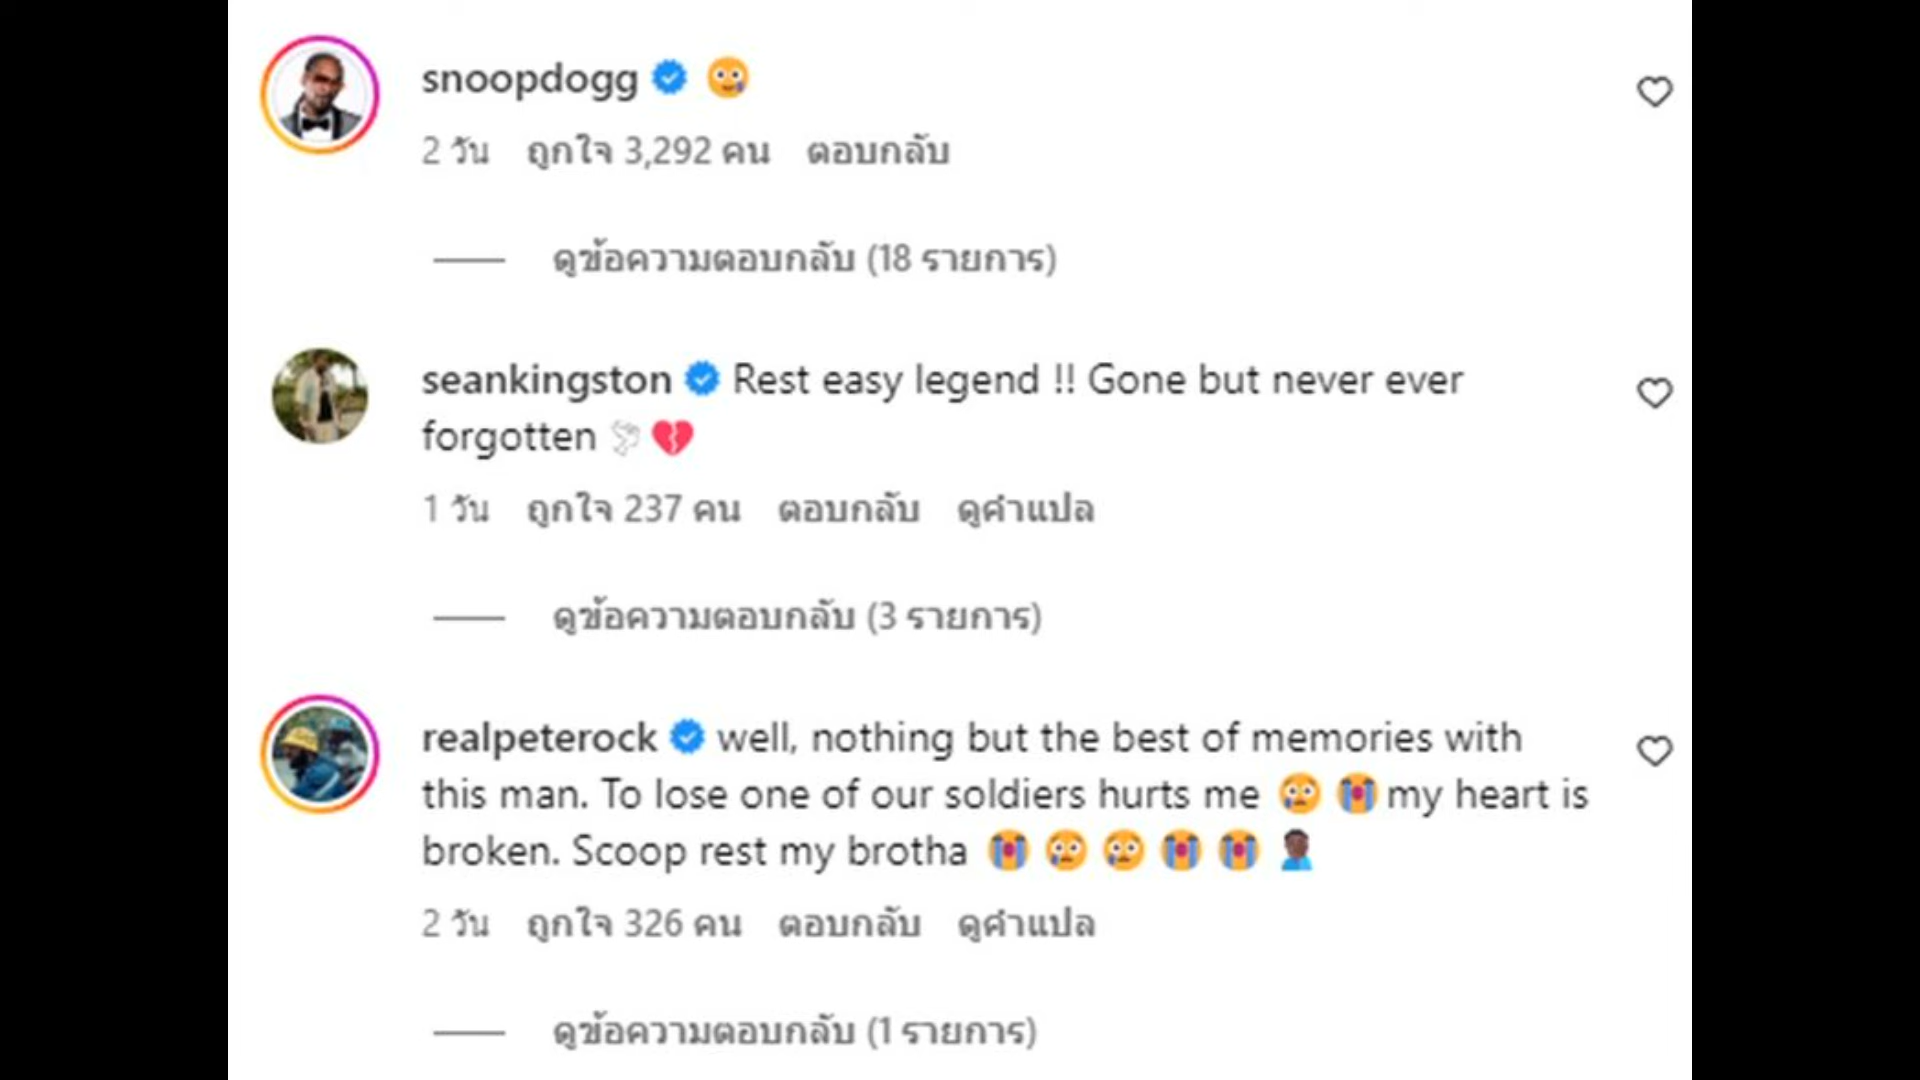 snoopdogg 🥲
2 วัน ถูกใจ 3,292 คน ตอบกลับ
ดูข้อความตอบกลับ (18 รายการ)
seankingston Rest easy legend !! Gone but never ever
forgotten 🕊💔
1 วัน ถูกใจ 237 คน ตอบกลับ ดูคำแปล
ดูข้อความตอบกลับ (3 รายการ)
realpeterock well, nothing but the best of memories with
this man. To lose one of our soldiers hurts me 😢 😭 my heart is
broken. Scoop rest my brotha 😭 😢 😢 😭 😭 🤦🏿‍♂️
2 วัน ถูกใจ 326 คน ตอบกลับ ดูคำแปล
ดูข้อความตอบกลับ (1 รายการ)